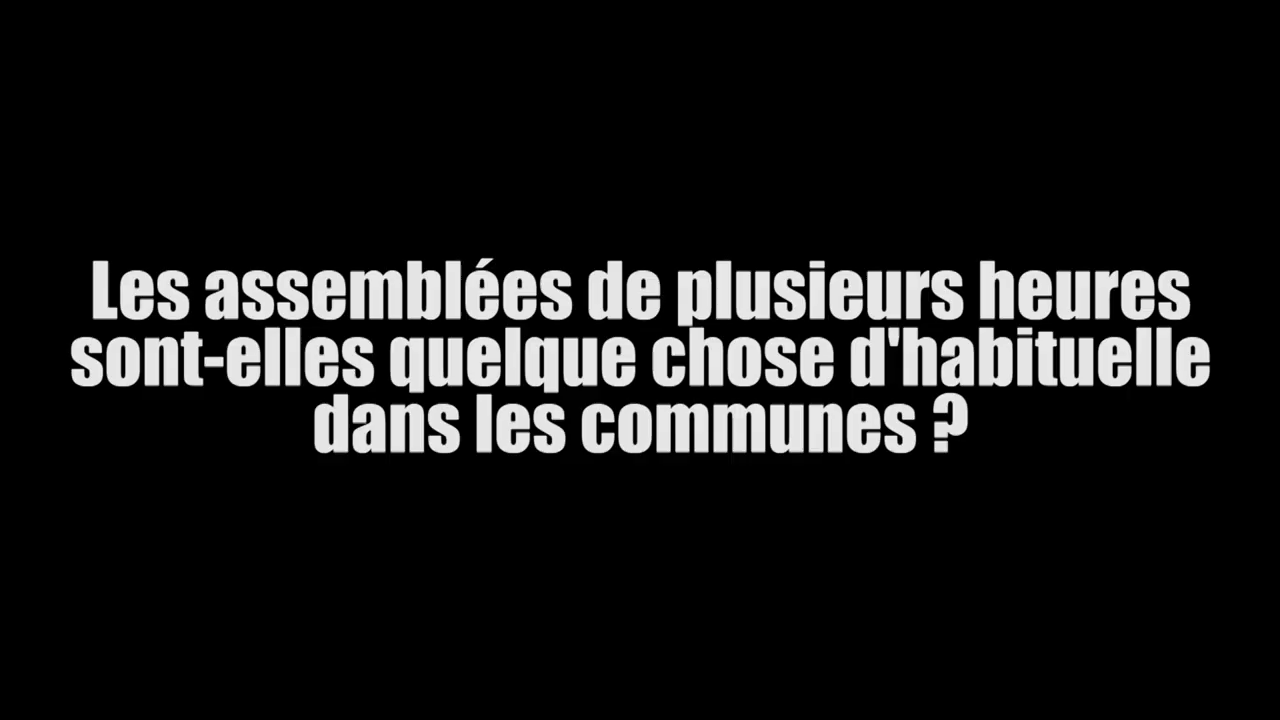 Les assemblées de plusieurs heures
sont-elles quelque chose d'habituelle
dans les communes ?